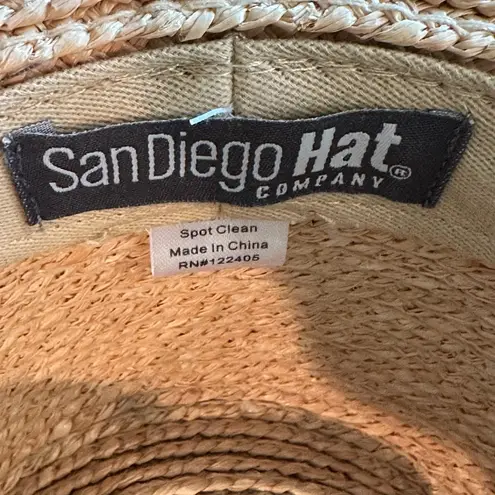 San Diego Hat®
COMPANY
Spot Clean
Made In China
RN#122405